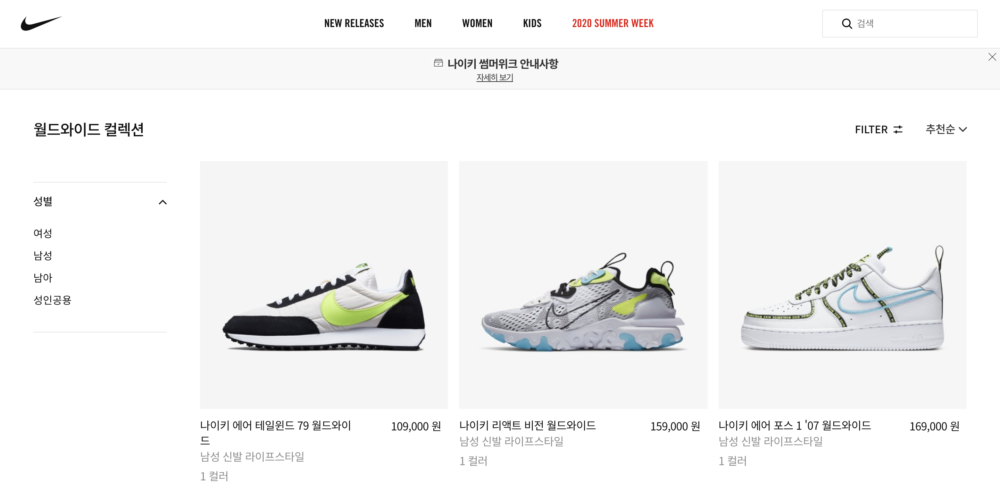 NEW RELEASES MEN WOMEN KIDS 2020 SUMMER WEEK 검색
나이키 썸머위크 안내사항
자세히 보기
월드와이드 컬렉션
FILTER 추천순
성별
여성
남성
남아
성인공용
나이키 에어 테일윈드 79 월드와이
드
109,000 원
남성 신발 라이프스타일
1 컬러
나이키 리액트 비전 월드와이드 159,000 원
남성 신발 라이프스타일
1 컬러
나이키 에어 포스 1 '07 월드와이드 169,000 원
남성 신발 라이프스타일
1 컬러
AIR